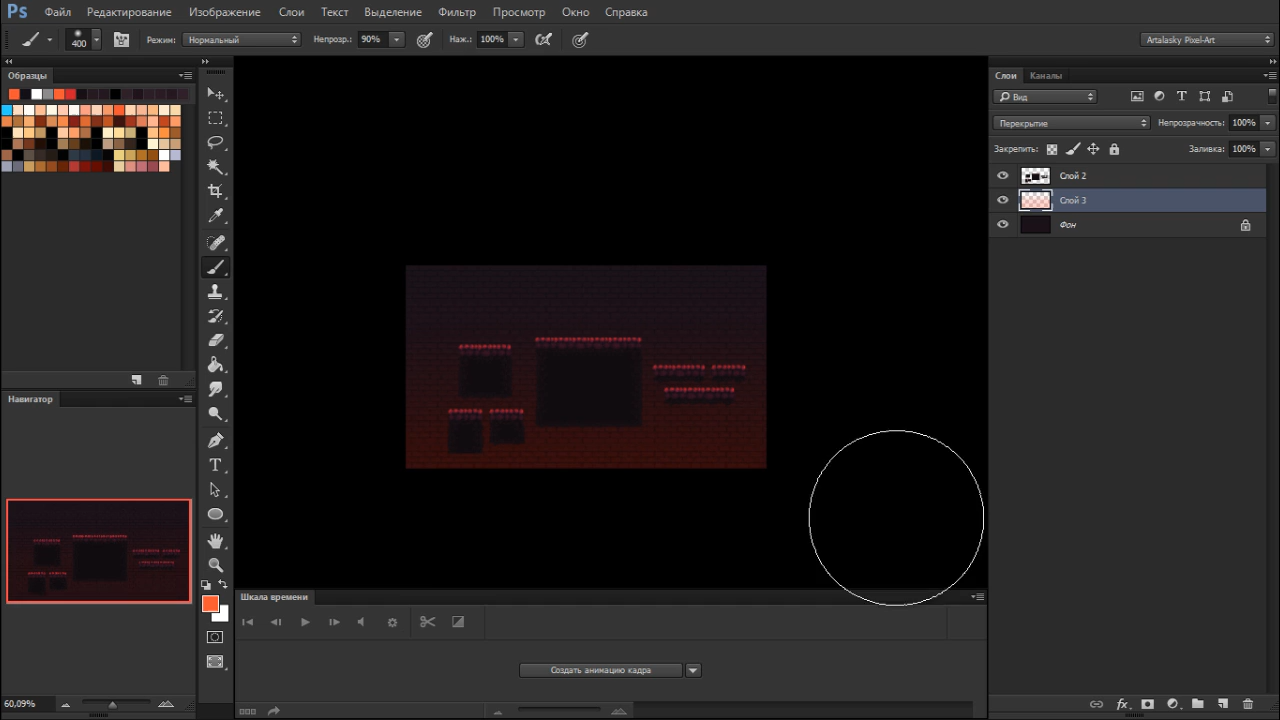 Ps Файл Редактирование Изображение Слои Текст Выделение Фильтр Просмотр Окно Справка
400 Режим: Нормальный Непрозр.: 90% Наж.: 100% Artalasky Pixel-Art
Образцы
Слои Каналы
Вид
Перекрытие Непрозрачность: 100%
Закрепить: Заливка: 100%
Слой 2
Слой 3
Фон
Навигатор
60,09%
Шкала времени
Создать анимацию кадра